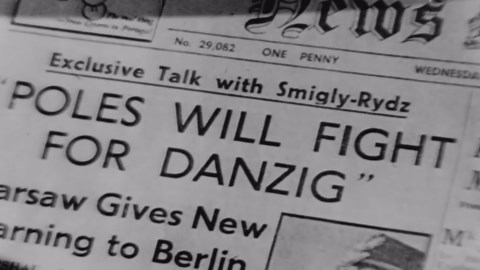 News
No. 29,082 ONE PENNY WEDNESDA
Exclusive Talk with Smigly-Rydz
"POLES WILL FIGHT
FOR DANZIG"
arsaw Gives New
arning to Berlin